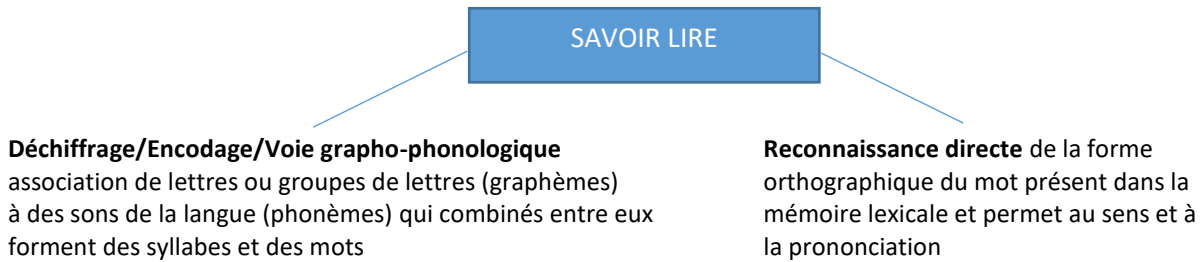 SAVOIR LIRE
Déchiffrage/Encodage/Voie grapho-phonologique
association de lettres ou groupes de lettres (graphèmes)
à des sons de la langue (phonèmes) qui combinés entre eux
forment des syllabes et des mots
Reconnaissance directe de la forme
orthographique du mot présent dans la
mémoire lexicale et permet au sens et à
la prononciation